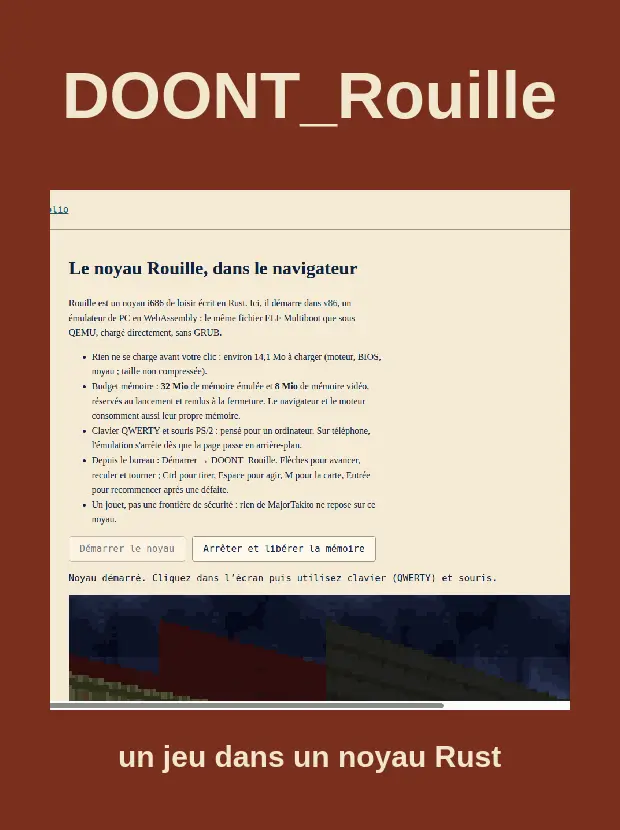 DOONT_Rouille
olio
Le noyau Rouille, dans le navigateur
Rouille est un noyau i686 de loisir écrit en Rust. Ici, il démarre dans v86, un
émulateur de PC en WebAssembly : le même fichier ELF Multiboot que sous
QEMU, chargé directement, sans GRUB.
• Rien ne se charge avant votre clic : environ 14,1 Mo à charger (moteur, BIOS,
noyau ; taille non compressée).
• Budget mémoire : 32 Mio de mémoire émulée et 8 Mio de mémoire vidéo,
réservés au lancement et rendus à la fermeture. Le navigateur et le moteur
consomment aussi leur propre mémoire.
• Clavier QWERTY et souris PS/2 : pensé pour un ordinateur. Sur téléphone,
l'émulation s'arrête dès que la page passe en arrière-plan.
• Depuis le bureau : Démarrer → DOONT_Rouille. Flèches pour avancer,
reculer et tourner ; Ctrl pour tirer, Espace pour agir, M pour la carte, Entrée
pour recommencer après une défaite.
• Un jouet, pas une frontière de sécurité : rien de MajorTakito ne repose sur ce
noyau.
Démarrer le noyau Arrêter et libérer la mémoire
Noyau démarré. Cliquez dans l'écran puis utilisez clavier (QWERTY) et souris.
un jeu dans un noyau Rust